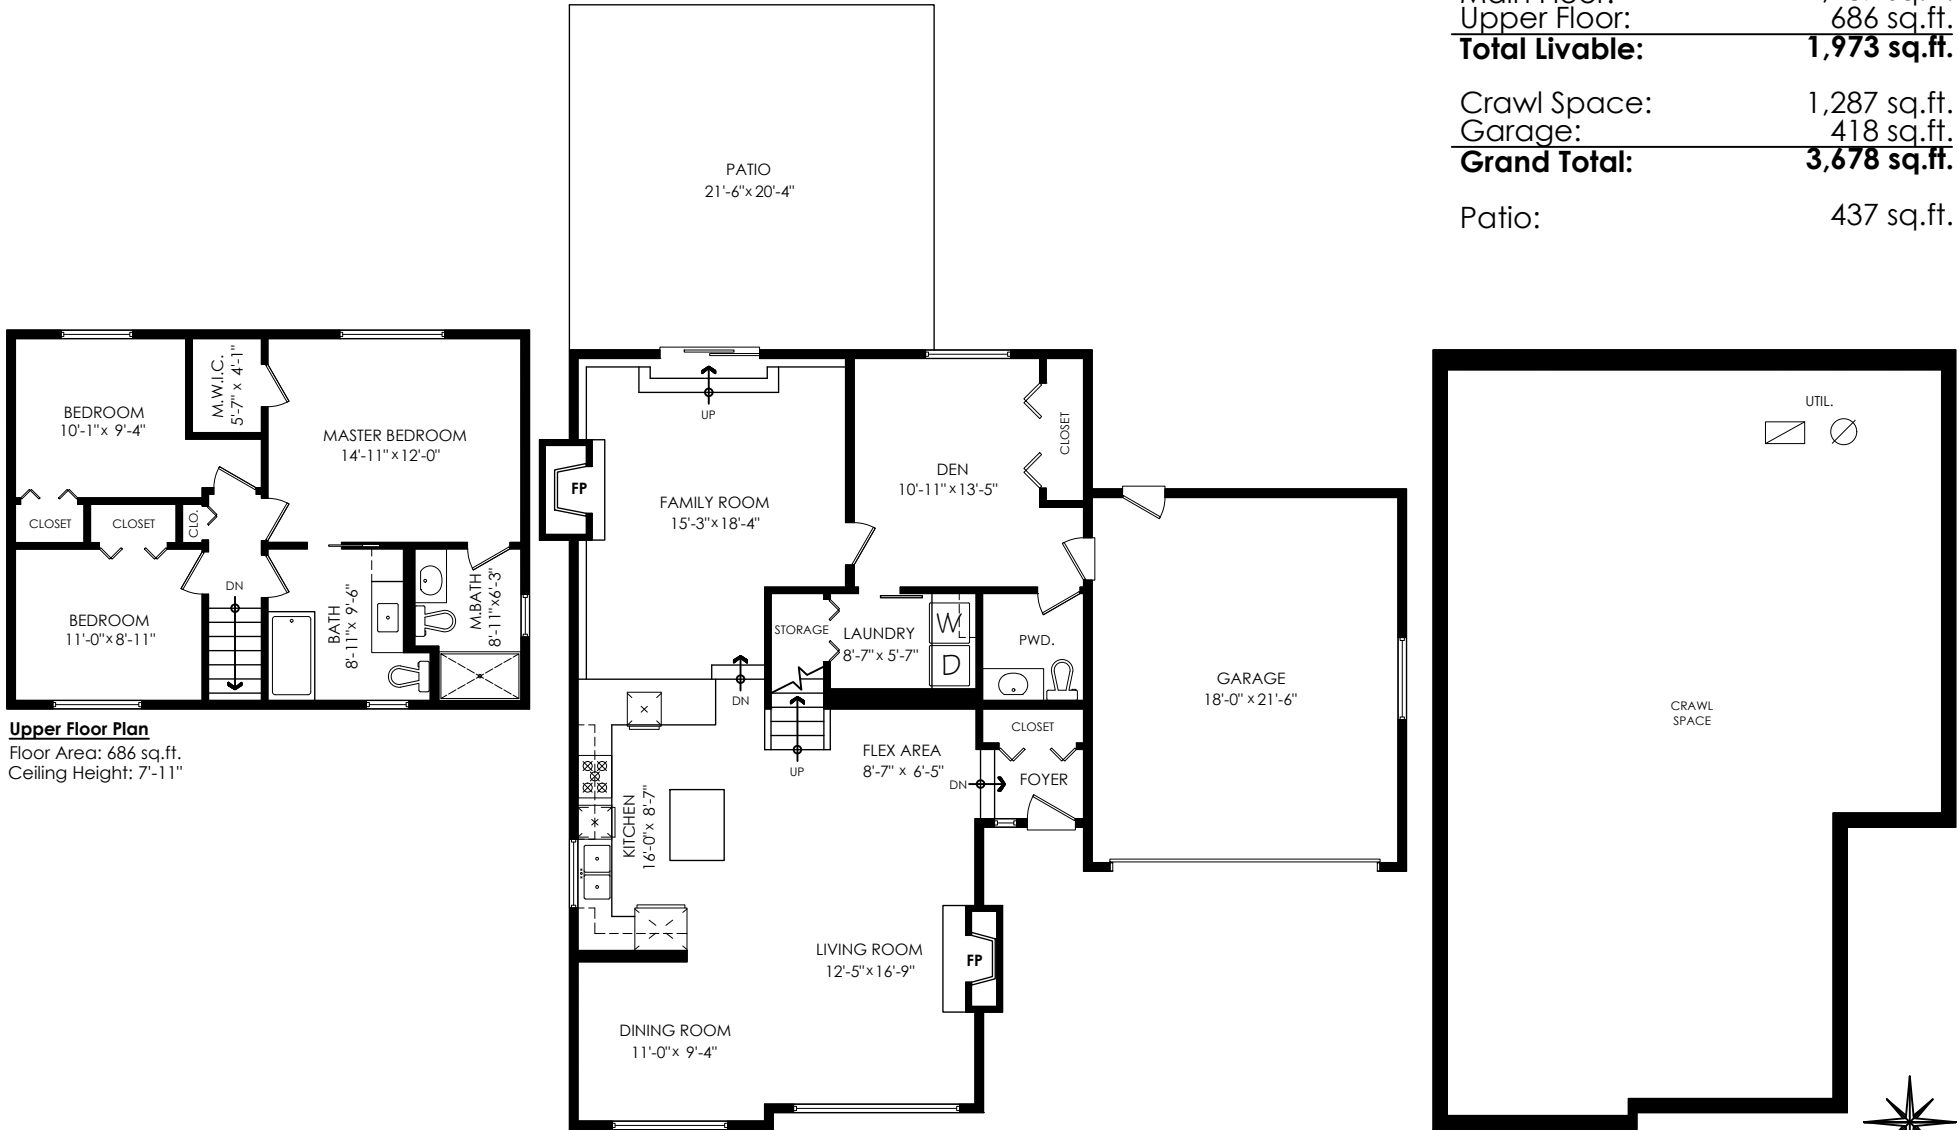 Upper Floor: 686 sq.ft.
Total Livable: 1,973 sq.ft.
Crawl Space: 1,287 sq.ft.
Garage: 418 sq.ft.
Grand Total: 3,678 sq.ft.
Patio: 437 sq.ft.
PATIO
21'-6"x 20'-4"
BEDROOM
10'-1"x 9'-4"
M.W.I.C.
5'-7" x 4'-1"
MASTER BEDROOM
14'-11"x12'-0"
CLOSET
CLOSET
CLO.
DN
BEDROOM
11'-0"x8'-11"
BATH
8'-11"x 9'-6"
M.BATH
8'-11"x6'-3"
Upper Floor Plan
Floor Area: 686 sq.ft.
Ceiling Height: 7'-11"
UP
FP
FAMILY ROOM
15'-3"x18'-4"
DEN
10'-11"x13'-5"
CLOSET
STORAGE
LAUNDRY
8'-7"x 5'-7"
W
D
PWD.
DN
UP
GARAGE
18'-0"x21'-6"
CLOSET
FLEX AREA
8'-7"x 6'-5"
DN
FOYER
KITCHEN
16'-0"x 8'-7"
LIVING ROOM
12'-5"x16'-9"
FP
DINING ROOM
11'-0"x 9'-4"
UTIL.
CRAWL
SPACE